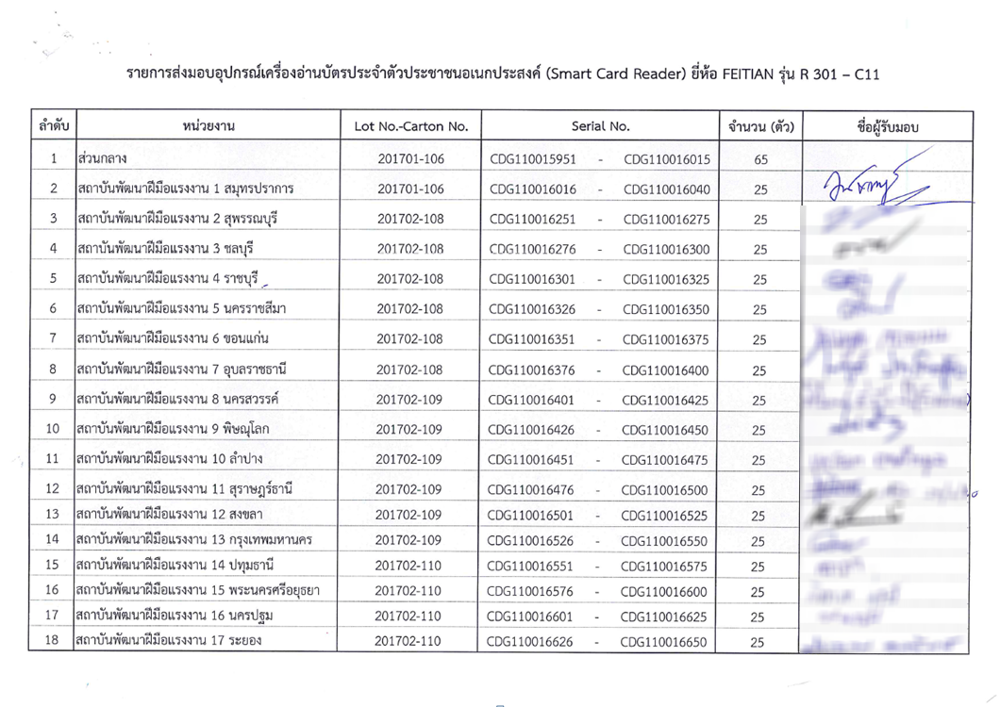 รายการส่งมอบอุปกรณ์เครื่องอ่านบัตรประจำตัวประชาชนอเนกประสงค์ (Smart Card Reader) ยี่ห้อ FEITIAN รุ่น R 301 – C11
ลำดับ หน่วยงาน Lot No.-Carton No. Serial No. จำนวน (ตัว) ชื่อผู้รับมอบ
1 ส่วนกลาง 201701-106 CDG110015951 - CDG110016015 65
2 สถาบันพัฒนาฝีมือแรงงาน 1 สมุทรปราการ 201701-106 CDG110016016 - CDG110016040 25
3 สถาบันพัฒนาฝีมือแรงงาน 2 สุพรรณบุรี 201702-108 CDG110016251 - CDG110016275 25
4 สถาบันพัฒนาฝีมือแรงงาน 3 ชลบุรี 201702-108 CDG110016276 - CDG110016300 25
5 สถาบันพัฒนาฝีมือแรงงาน 4 ราชบุรี 201702-108 CDG110016301 - CDG110016325 25
6 สถาบันพัฒนาฝีมือแรงงาน 5 นครราชสีมา 201702-108 CDG110016326 - CDG110016350 25
7 สถาบันพัฒนาฝีมือแรงงาน 6 ขอนแก่น 201702-108 CDG110016351 - CDG110016375 25
8 สถาบันพัฒนาฝีมือแรงงาน 7 อุบลราชธานี 201702-108 CDG110016376 - CDG110016400 25
9 สถาบันพัฒนาฝีมือแรงงาน 8 นครสวรรค์ 201702-109 CDG110016401 - CDG110016425 25
10 สถาบันพัฒนาฝีมือแรงงาน 9 พิษณุโลก 201702-109 CDG110016426 - CDG110016450 25
11 สถาบันพัฒนาฝีมือแรงงาน 10 ลำปาง 201702-109 CDG110016451 - CDG110016475 25
12 สถาบันพัฒนาฝีมือแรงงาน 11 สุราษฎร์ธานี 201702-109 CDG110016476 - CDG110016500 25
13 สถาบันพัฒนาฝีมือแรงงาน 12 สงขลา 201702-109 CDG110016501 - CDG110016525 25
14 สถาบันพัฒนาฝีมือแรงงาน 13 กรุงเทพมหานคร 201702-109 CDG110016526 - CDG110016550 25
15 สถาบันพัฒนาฝีมือแรงงาน 14 ปทุมธานี 201702-110 CDG110016551 - CDG110016575 25
16 สถาบันพัฒนาฝีมือแรงงาน 15 พระนครศรีอยุธยา 201702-110 CDG110016576 - CDG110016600 25
17 สถาบันพัฒนาฝีมือแรงงาน 16 นครปฐม 201702-110 CDG110016601 - CDG110016625 25
18 สถาบันพัฒนาฝีมือแรงงาน 17 ระยอง 201702-110 CDG110016626 - CDG110016650 25